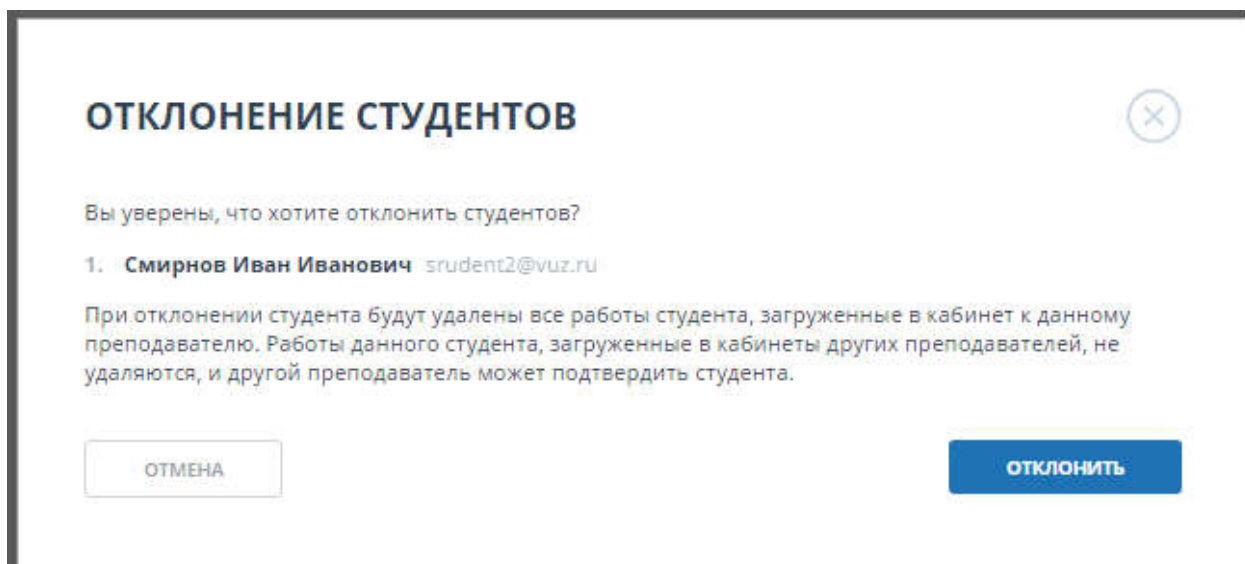 ОТКЛОНЕНИЕ СТУДЕНТОВ
Вы уверены, что хотите отклонить студентов?
1. Смирнов Иван Иванович srudent2@vuz.ru
При отклонении студента будут удалены все работы студента, загруженные в кабинет к данному
преподавателю. Работы данного студента, загруженные в кабинеты других преподавателей, не
удаляются, и другой преподаватель может подтвердить студента.
ОТМЕНА ОТКЛОНИТЬ